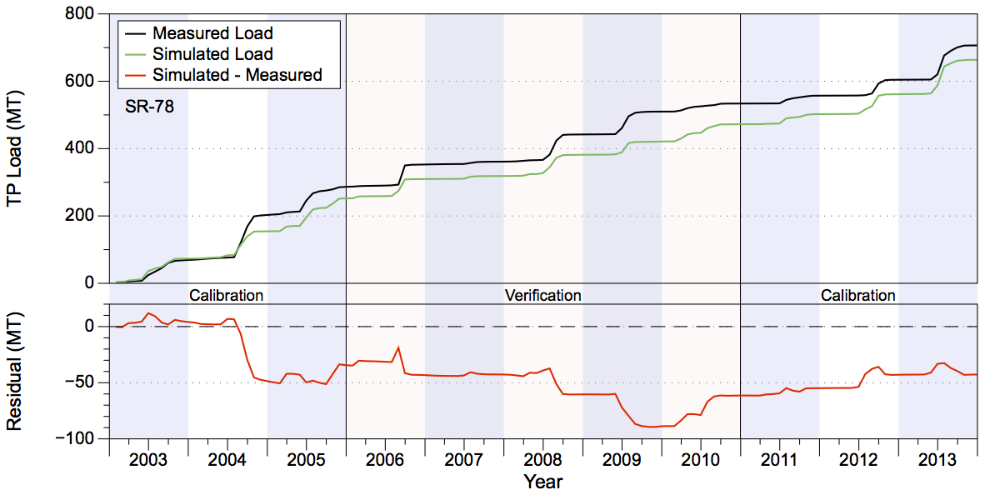 800
600
400
200
0
TP Load (MT)
Measured Load
Simulated Load
Simulated - Measured
SR-78
Calibration
Verification
Calibration
0
−50
−100
Residual (MT)
2003 2004 2005 2006 2007 2008 2009 2010 2011 2012 2013
Year